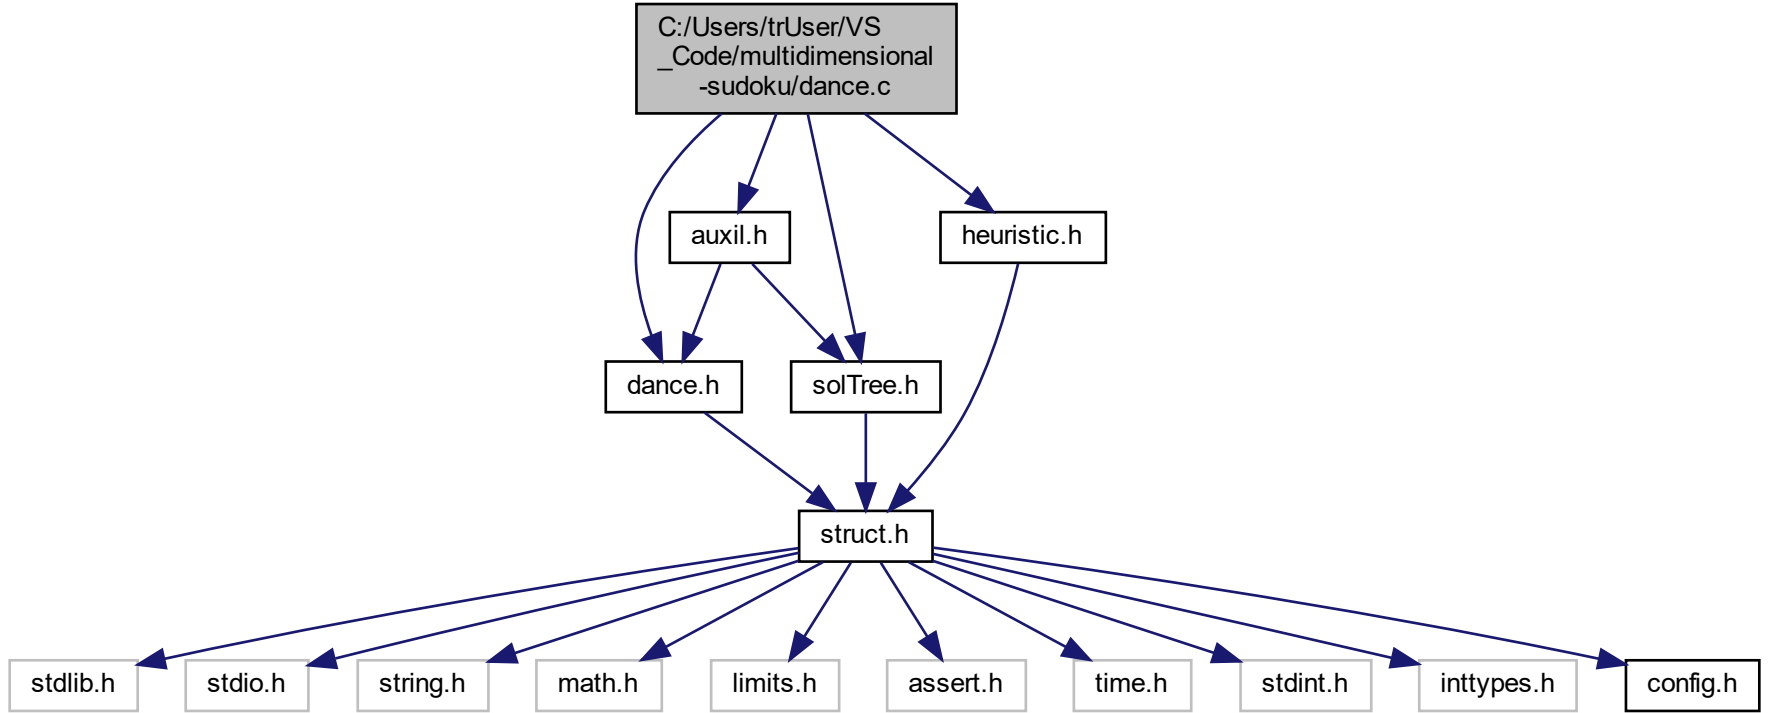 C:/Users/trUser/VS
_Code/multidimensional
-sudoku/dance.c
auxil.h
heuristic.h
dance.h
solTree.h
struct.h
stdlib.h
stdio.h
string.h
math.h
limits.h
assert.h
time.h
stdint.h
inttypes.h
config.h